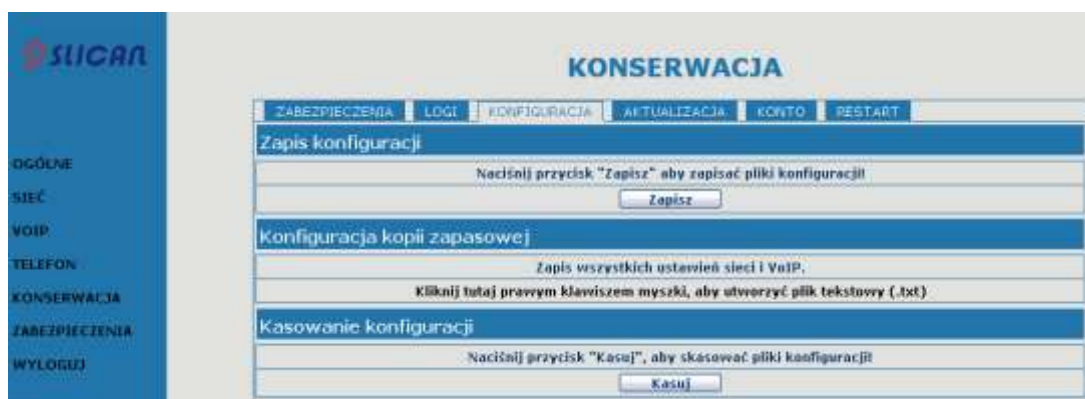 SLICAN
KONSERWACJA
ZABEZPIECZENIA LOGI KONFIGURACJA AKTUALIZACJA KONTO RESTART
OGÓLNE
SIEĆ
VOIP
TELEFON
KONSERWACJA
ZABEZPIECZENIA
WYLOGUJ
Zapis konfiguracji
Naciśnij przycisk "Zapisz" aby zapisać pliki konfiguracji!
Zapisz
Konfiguracja kopii zapasowej
Zapis wszystkich ustawień sieci i VoIP.
Kliknij tutaj prawym klawiszem myszki, aby utworzyć plik tekstowy (.txt)
Kasowanie konfiguracji
Naciśnij przycisk "Kasuj", aby skasować pliki konfiguracji!
Kasuj